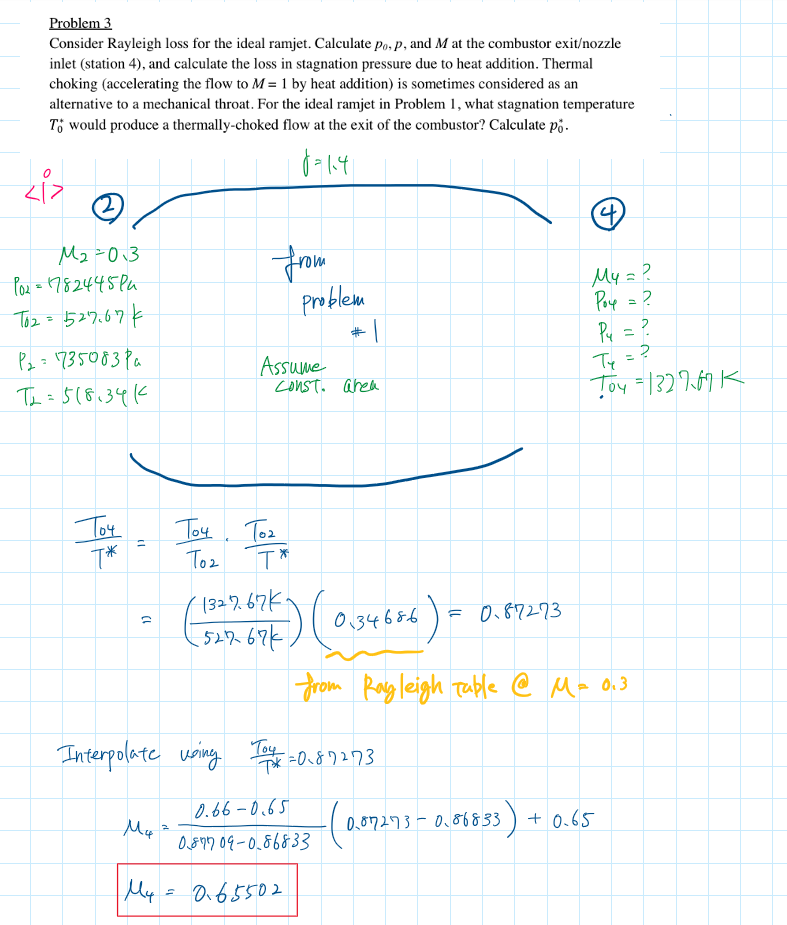 Problem 3
Consider Rayleigh loss for the ideal ramjet. Calculate p₀, p, and M at the combustor exit/nozzle
inlet (station 4), and calculate the loss in stagnation pressure due to heat addition. Thermal
choking (accelerating the flow to M = 1 by heat addition) is sometimes considered as an
alternative to a mechanical throat. For the ideal ramjet in Problem 1, what stagnation temperature
T₀* would produce a thermally-choked flow at the exit of the combustor? Calculate p₀*.
γ = 1.4
<i>
②
④
M₂ = 0.3
P₀₂ = 782445 Pa
T₀₂ = 527.67 K
P₂ = 735083 Pa
T₂ = 518.34 K
from
problem
#1
Assume
const. area
M₄ = ?
P₀₄ = ?
P₄ = ?
T₄ = ?
T₀₄ = 1327.67 K
T₀₄/T* = T₀₄/T₀₂ · T₀₂/T*
= (1327.67K/527.67K) (0.34686) = 0.87273
from Rayleigh Table @ M = 0.3
Interpolate using T₀₄/T* = 0.87273
M₄ = (0.66 - 0.65)/(0.87709 - 0.86833) (0.87273 - 0.86833) + 0.65
M₄ = 0.65502